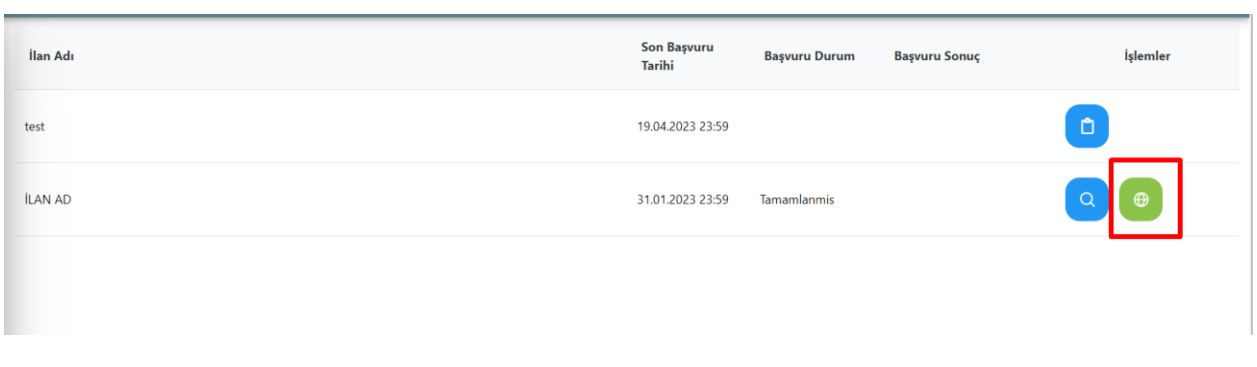 İlan Adı
Son Başvuru
Tarihi
Başvuru Durum
Başvuru Sonuç
İşlemler
test
19.04.2023 23:59
İLAN AD
31.01.2023 23:59
Tamamlanmis